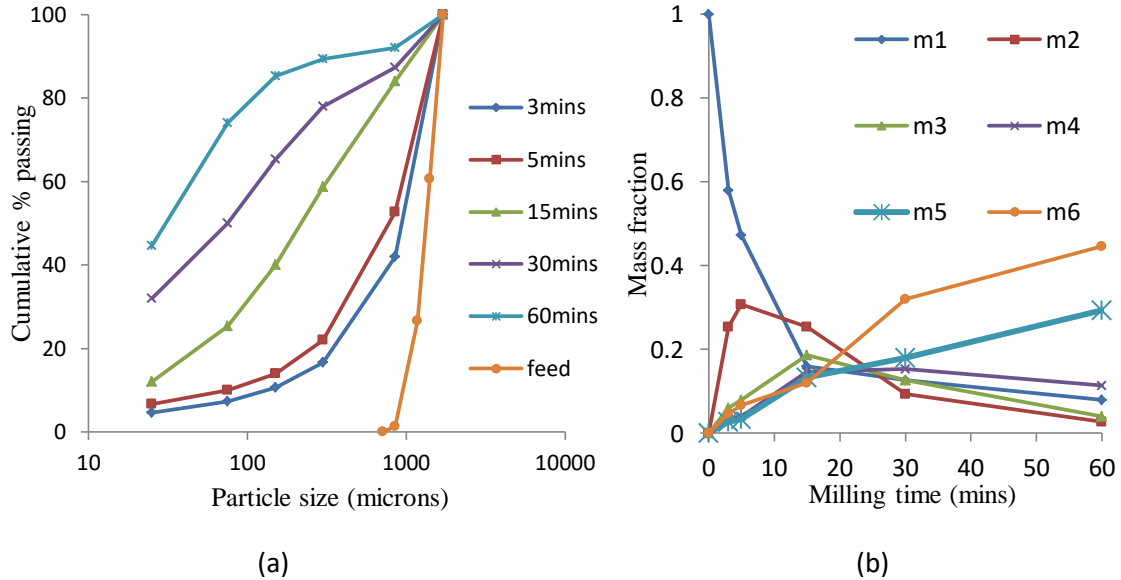 100
80
60
40
20
0
10
100
1000
10000
Cumulative % passing
Particle size (microns)
3mins
5mins
15mins
30mins
60mins
feed
(a)
1
0.8
0.6
0.4
0.2
0
0
10
20
30
40
50
60
Mass fraction
Milling time (mins)
m1
m2
m3
m4
m5
m6
(b)